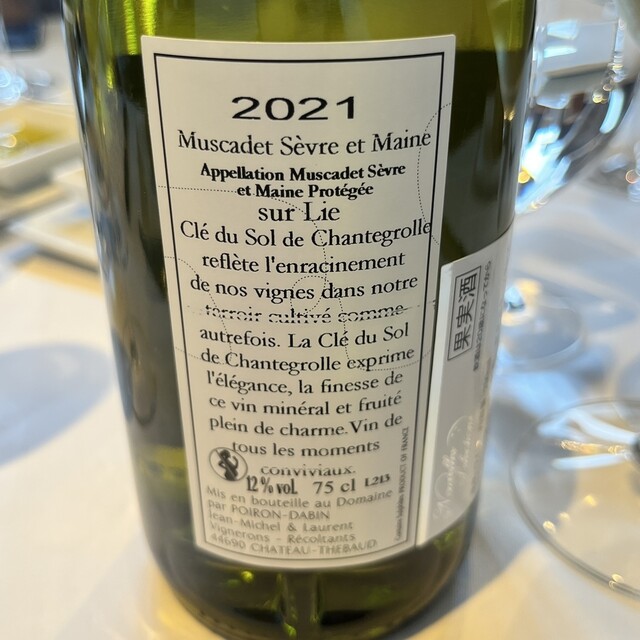 2021
Muscadet Sèvre et Maine
Appellation Muscadet Sèvre
et Maine Protégée
sur Lie
Clé du Sol de Chantegrolle
reflète l'enracinement
de nos vignes dans notre
terroir cultivé comme
autrefois. La Clé du Sol
de Chantegrolle exprime
l'élégance, la finesse de
ce vin minéral et fruité
plein de charme. Vin de
tous les moments
conviviaux.
12% vol. 75 cl L213
Mis en bouteille au Domaine
par POIRON-DABIN
Jean-Michel & Laurent
Vignerons - Récoltants
44690 CHATEAU-THEBAUD
PRODUCT OF FRANCE
果実酒